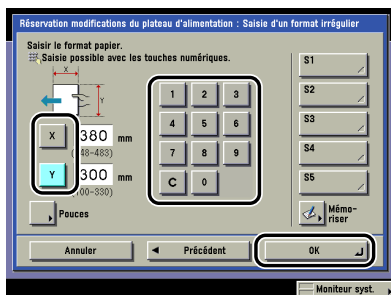 Réservation modifications du plateau d'alimentation : Saisie d'un format irrégulier
Saisir le format papier.
Saisie possible avec les touches numériques.
X
Y
X 380 mm
(148-483)
Y 300 mm
(100-330)
Pouces
1 2 3
4 5 6
7 8 9
C 0
S1
S2
S3
S4
S5
Mémo-
riser
Annuler
Précédent
OK
Moniteur syst.